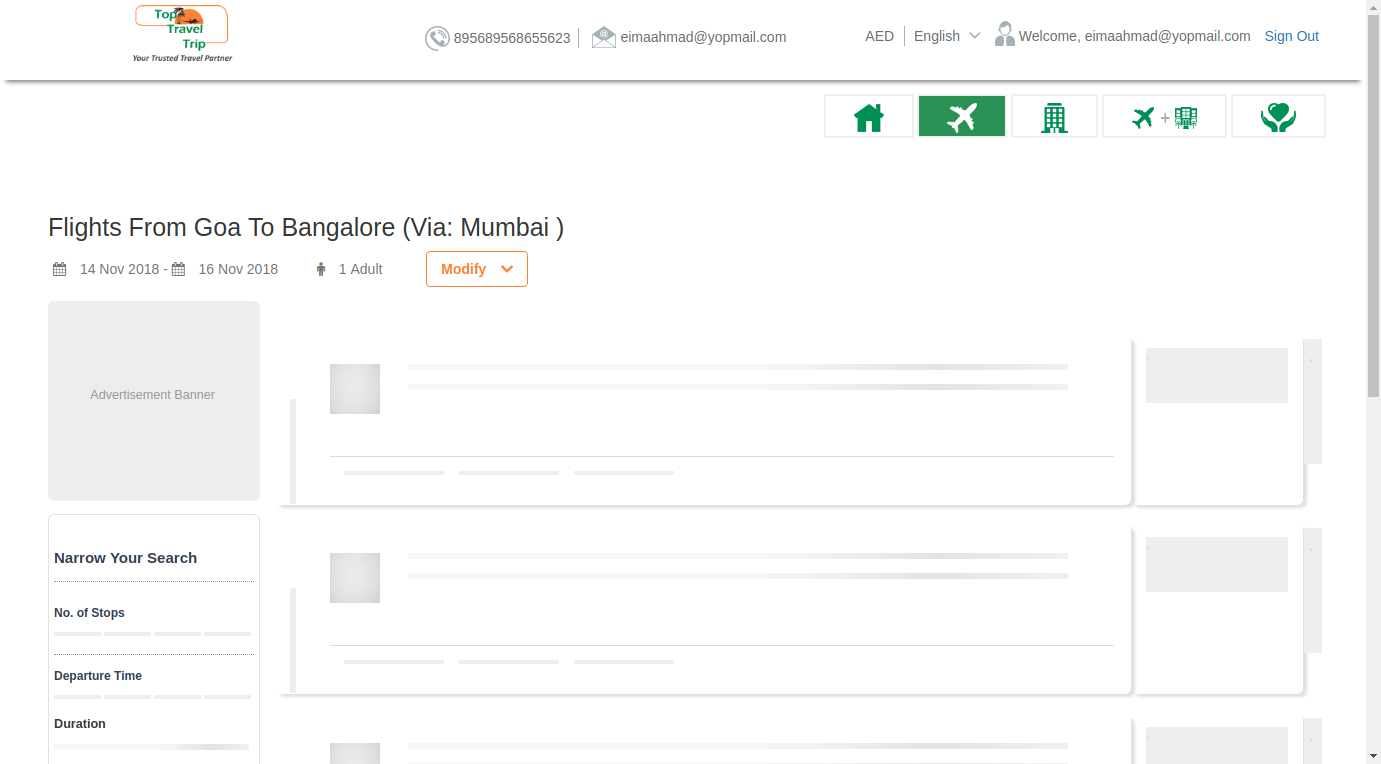 Top
Travel
Trip
Your Trusted Travel Partner
895689568655623
eimaahmad@yopmail.com
AED
English
Welcome, eimaahmad@yopmail.com
Sign Out
+
Flights From Goa To Bangalore (Via: Mumbai )
14 Nov 2018 - 16 Nov 2018
1 Adult
Modify
Advertisement Banner
Narrow Your Search
No. of Stops
Departure Time
Duration